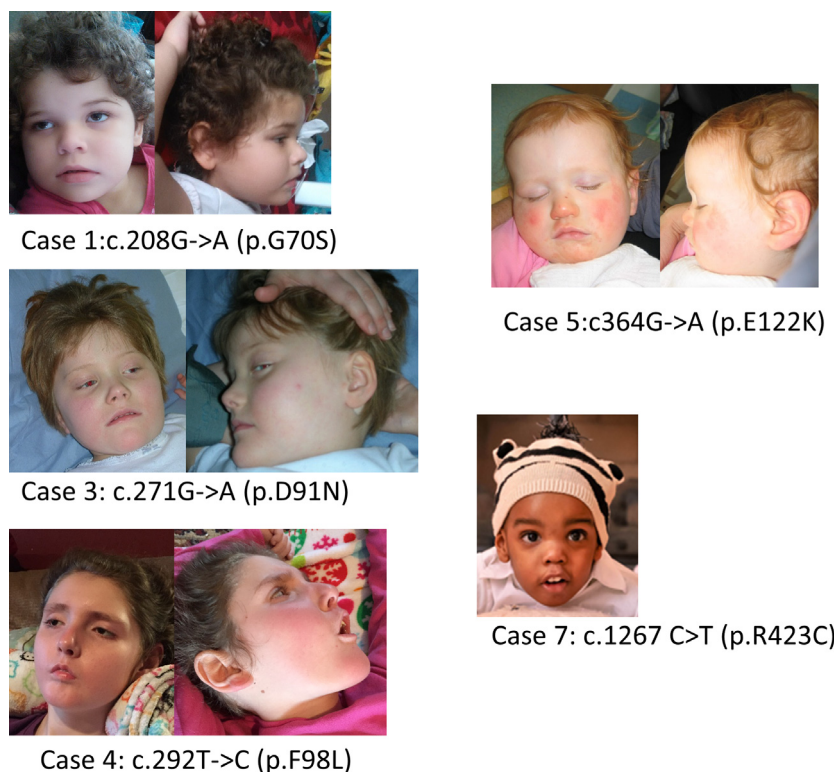 Case 1:c.208G->A (p.G70S)
Case 5:c364G->A (p.E122K)
Case 3: c.271G->A (p.D91N)
Case 7: c.1267 C>T (p.R423C)
Case 4: c.292T->C (p.F98L)